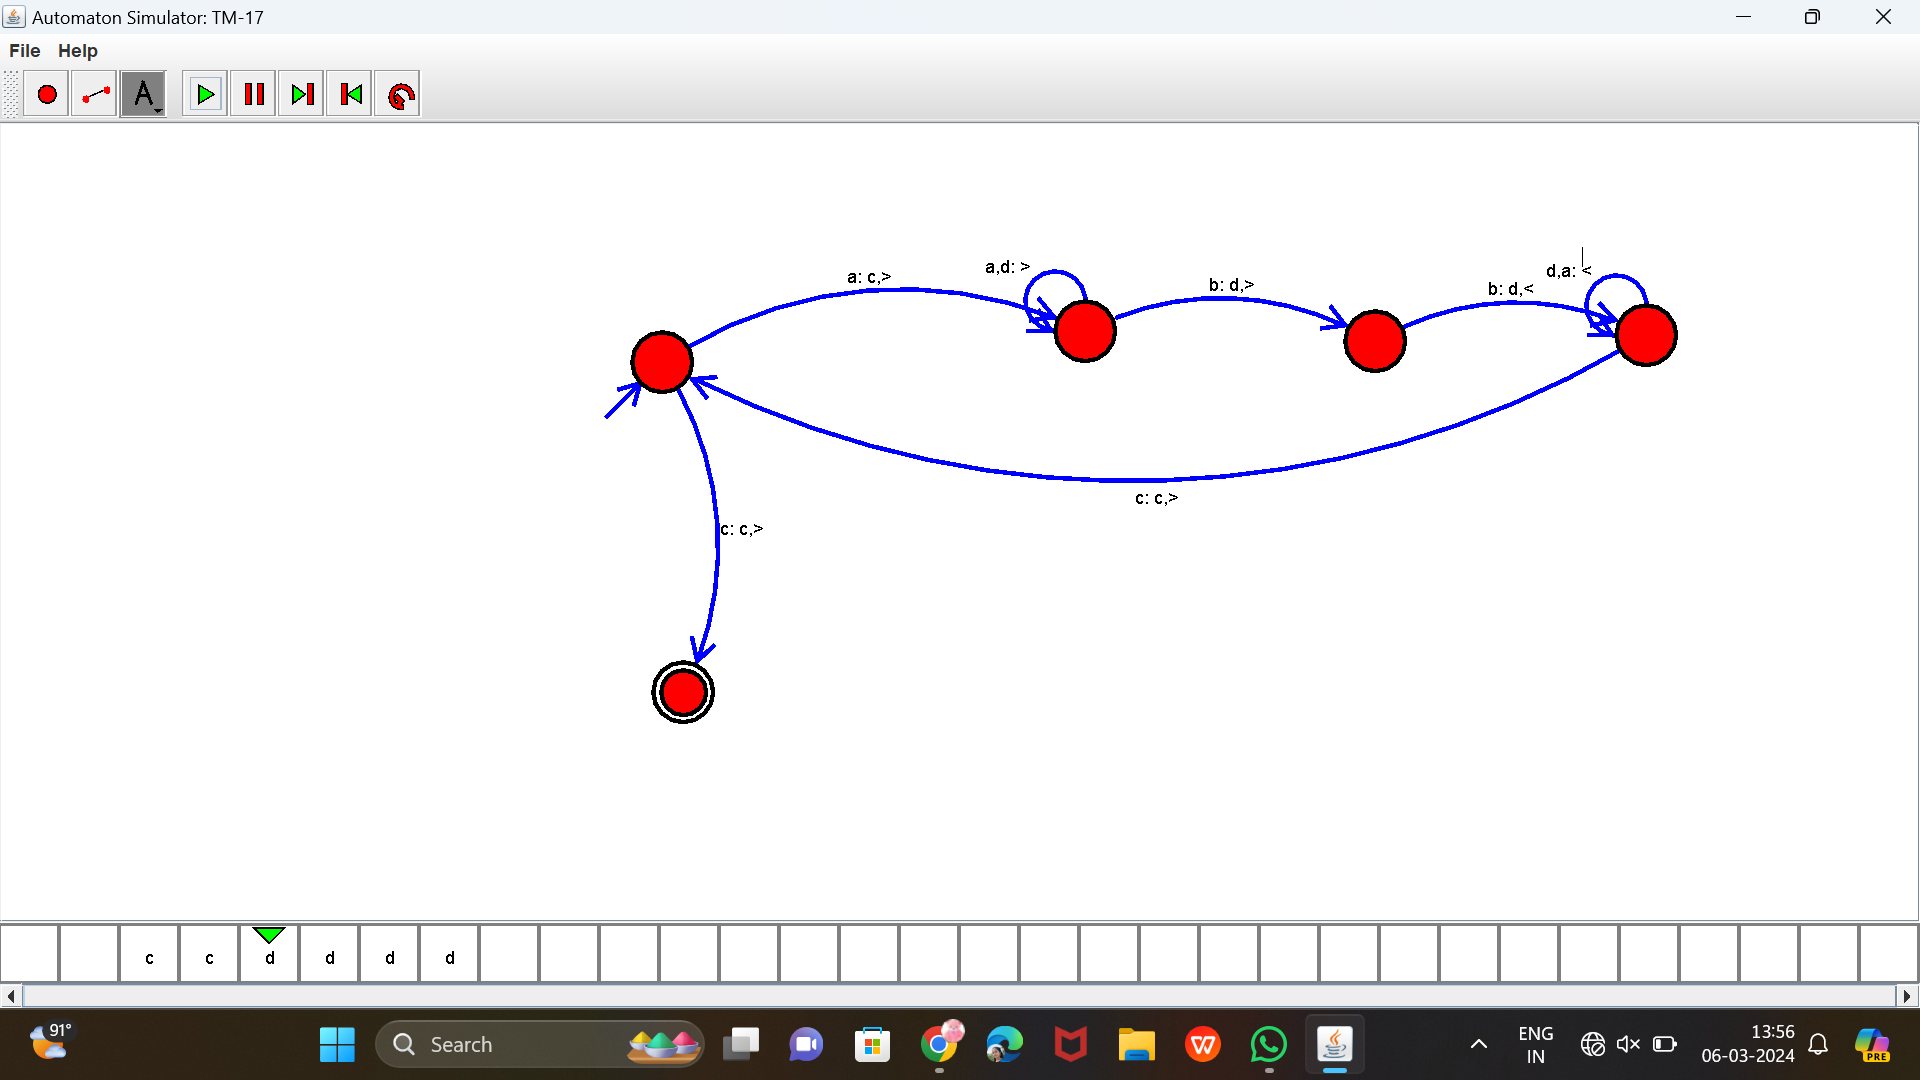 Automaton Simulator: TM-17
File Help
A
a: c,>
a,d: >
b: d,>
b: d,<
d,a: <
c: c,>
c: c,>
c c d d d d
91°
Search
ENG
IN
13:56
06-03-2024
PRE